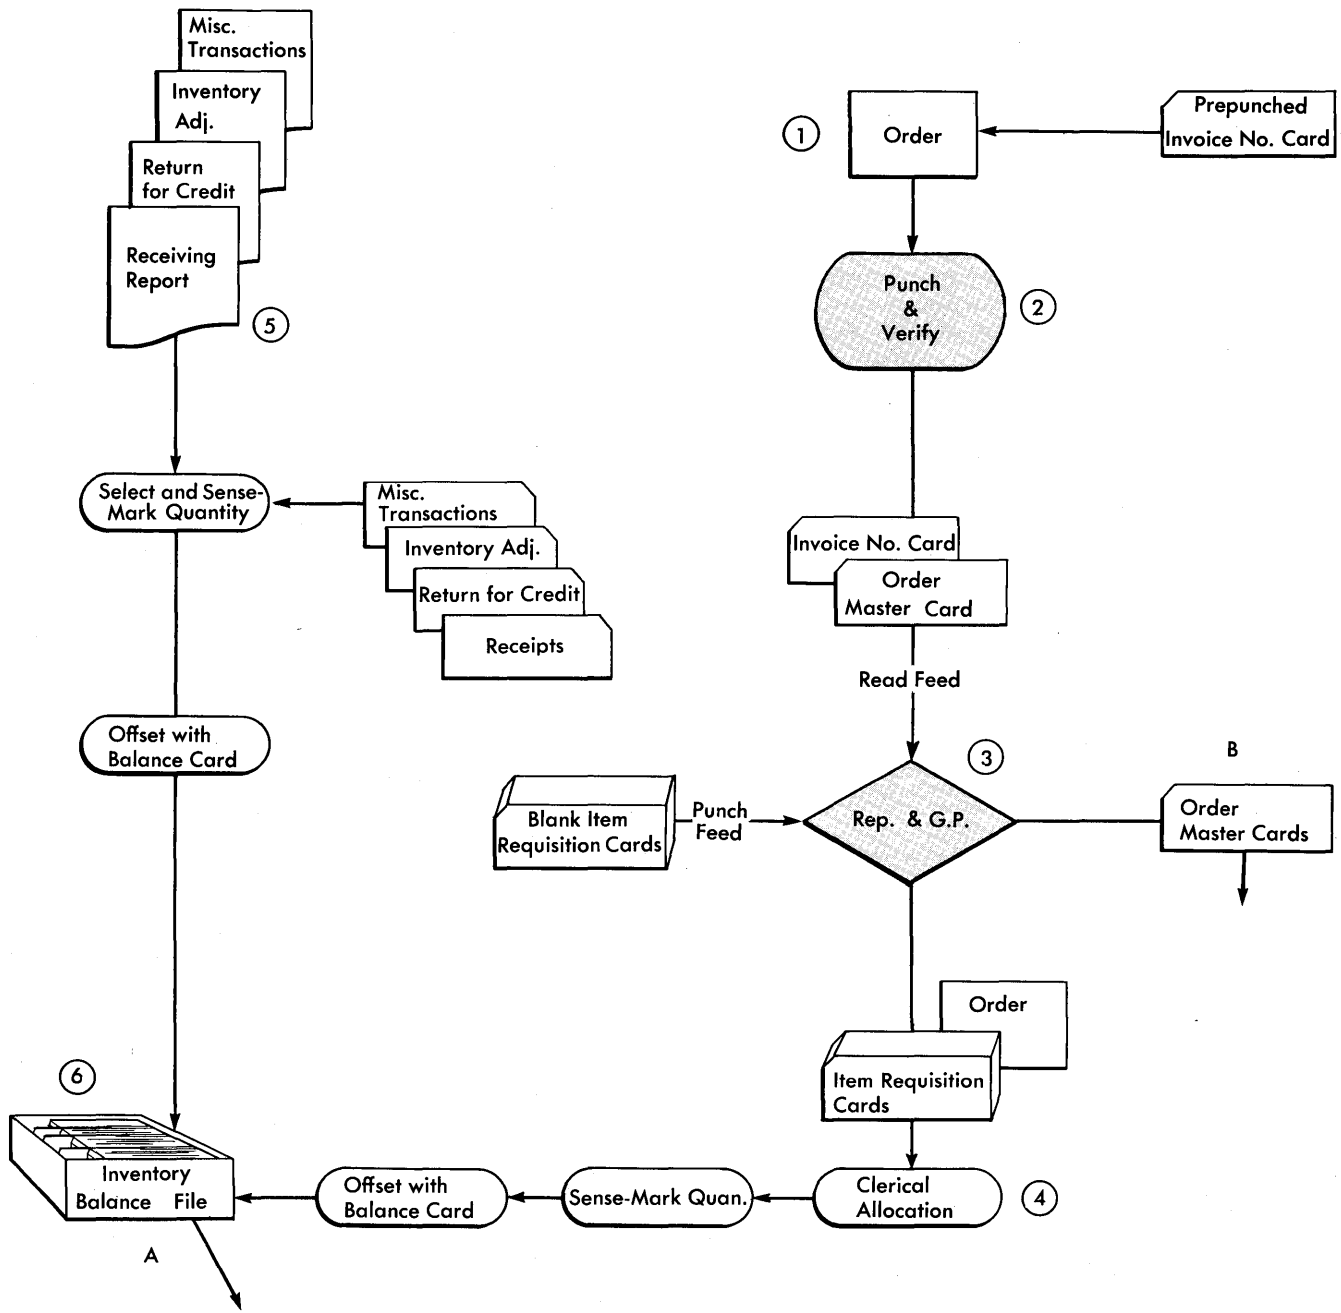 Misc.
Transactions
Inventory
Adj.
Return
for Credit
Receiving
Report
5
Select and Sense-
Mark Quantity
Misc.
Transactions
Inventory Adj.
Return for Credit
Receipts
Offset with
Balance Card
1
Order
Prepunched
Invoice No. Card
Punch
&
Verify
2
Invoice No. Card
Order
Master Card
Read Feed
3
Blank Item
Requisition Cards
Punch
Feed
Rep. & G.P.
B
Order
Master Cards
Order
Item Requisition
Cards
Clerical
Allocation
4
Sense-Mark Quan.
Offset with
Balance Card
6
Inventory
Balance File
A